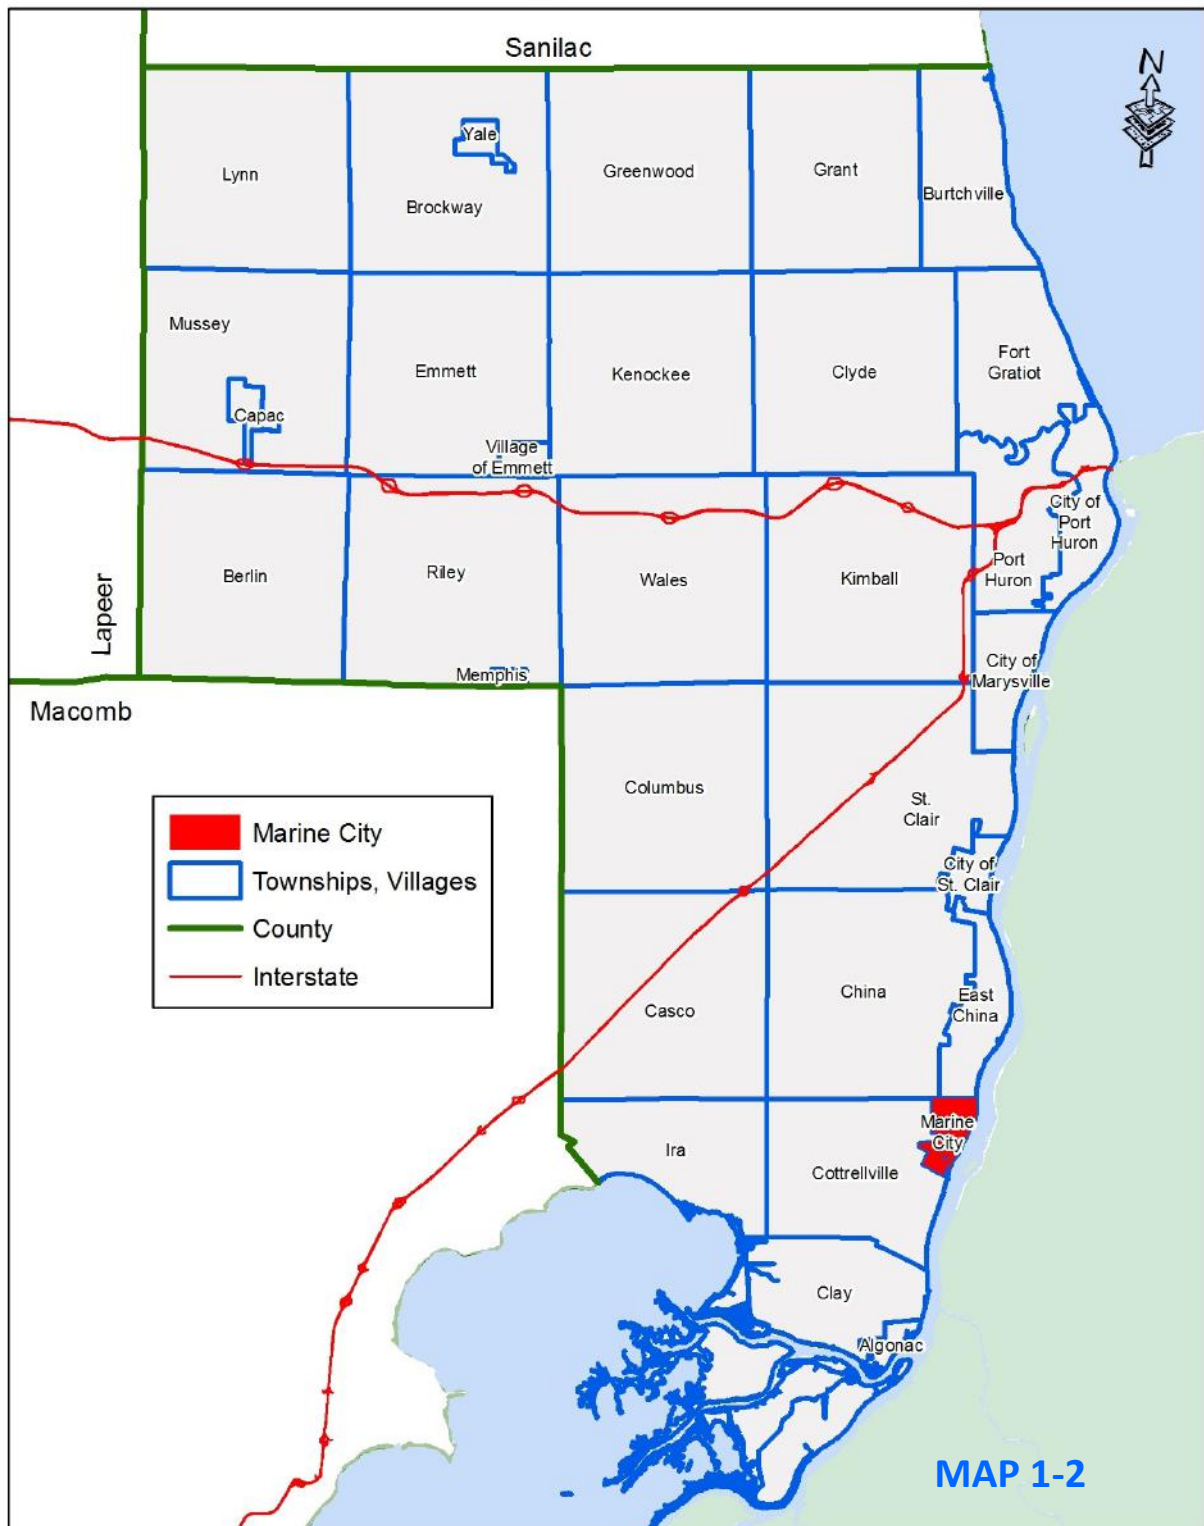 Sanilac
N
Yale
Lynn
Greenwood
Grant
Brockway
Burtchville
Mussey
Emmett
Kenockee
Clyde
Fort
Gratiot
Capac
Village
of Emmett
City of
Port
Huron
Berlin
Riley
Wales
Kimball
Port
Huron
Lapeer
Memphis
City of
Marysville
Macomb
Columbus
St.
Clair
Marine City
Townships, Villages
County
Interstate
City of
St. Clair
Casco
China
East
China
Marine
City
Ira
Cottrellville
Clay
Algonac
MAP 1-2